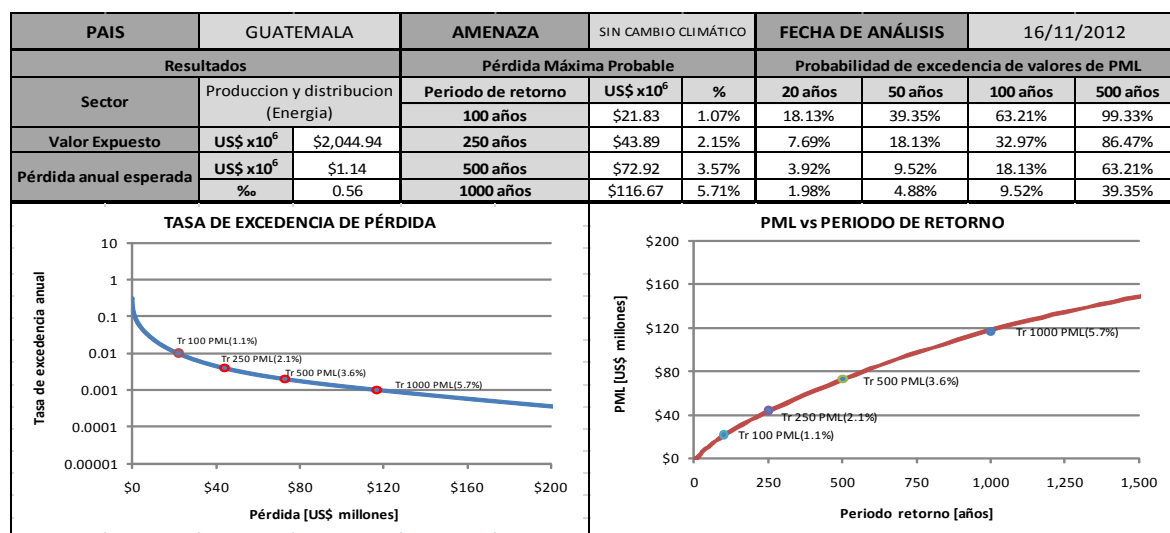 PAIS GUATEMALA AMENAZA SIN CAMBIO CLIMÁTICO FECHA DE ANÁLISIS 16/11/2012
Resultados Pérdida Máxima Probable Probabilidad de excedencia de valores de PML
Sector Produccion y distribucion (Energia) Periodo de retorno US$ x10⁶ % 20 años 50 años 100 años 500 años
100 años $21.83 1.07% 18.13% 39.35% 63.21% 99.33%
Valor Expuesto US$ x10⁶ $2,044.94 250 años $43.89 2.15% 7.69% 18.13% 32.97% 86.47%
Pérdida anual esperada US$ x10⁶ $1.14 500 años $72.92 3.57% 3.92% 9.52% 18.13% 63.21%
‰ 0.56 1000 años $116.67 5.71% 1.98% 4.88% 9.52% 39.35%
TASA DE EXCEDENCIA DE PÉRDIDA
Tasa de excedencia anual
10
1
0.1
0.01
0.001
0.0001
0.00001
Tr 100 PML(1.1%)
Tr 250 PML(2.1%)
Tr 500 PML(3.6%)
Tr 1000 PML(5.7%)
$0 $40 $80 $120 $160 $200
Pérdida [US$ millones]
PML vs PERIODO DE RETORNO
PML [US$ millones]
$200
$160
$120
$80
$40
$0
Tr 1000 PML(5.7%)
Tr 500 PML(3.6%)
Tr 250 PML(2.1%)
Tr 100 PML(1.1%)
0 250 500 750 1,000 1,250 1,500
Periodo retorno [años]